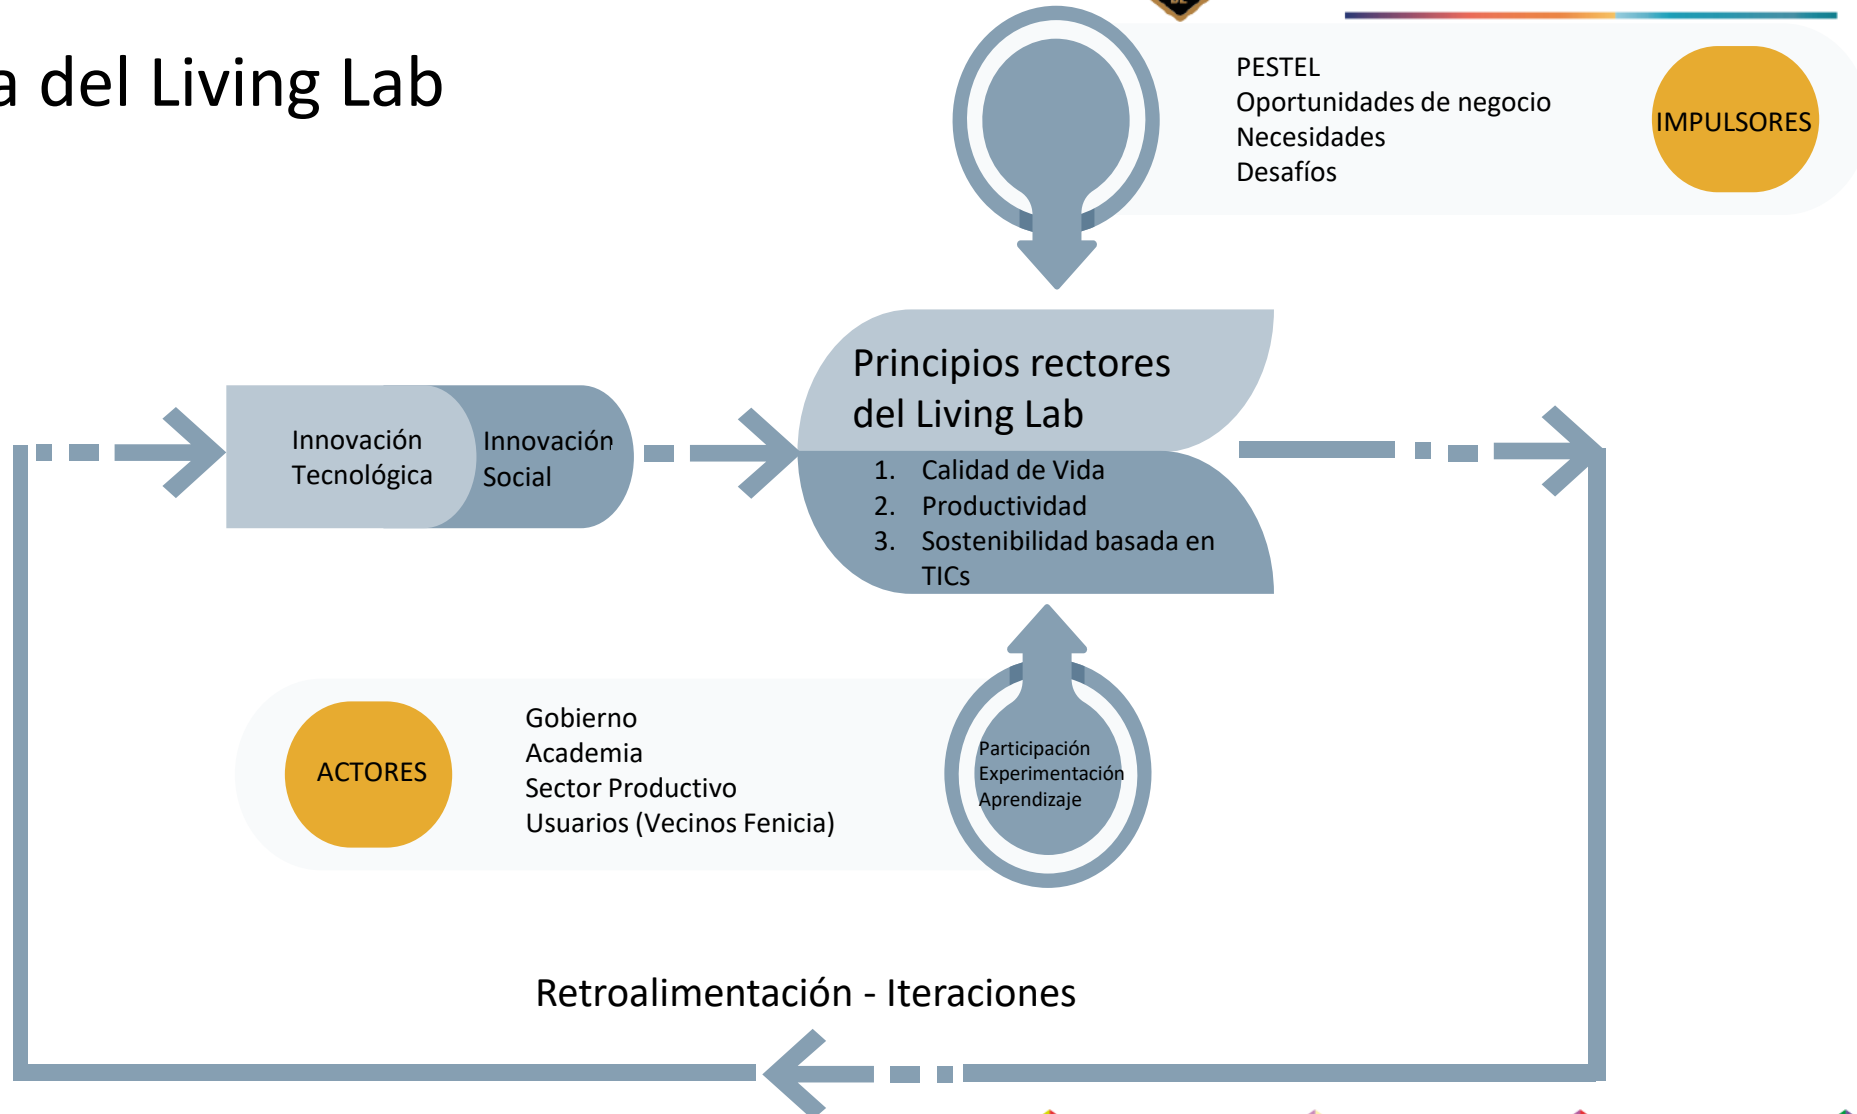 a del Living Lab
PESTEL
Oportunidades de negocio
Necesidades
Desafíos
IMPULSORES
Principios rectores
del Living Lab
Innovación
Tecnológica
Innovación
Social
1. Calidad de Vida
2. Productividad
3. Sostenibilidad basada en
TICs
ACTORES
Gobierno
Academia
Sector Productivo
Usuarios (Vecinos Fenicia)
Participación
Experimentación
Aprendizaje
Retroalimentación - Iteraciones